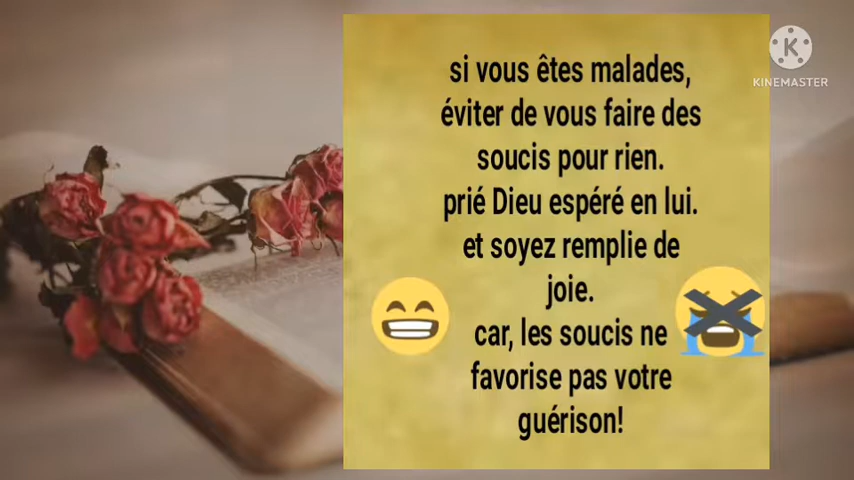 si vous êtes malades,
éviter de vous faire des
soucis pour rien.
prié Dieu espéré en lui.
et soyez remplie de
joie.
car, les soucis ne
favorise pas votre
guérison!
KINEMASTER